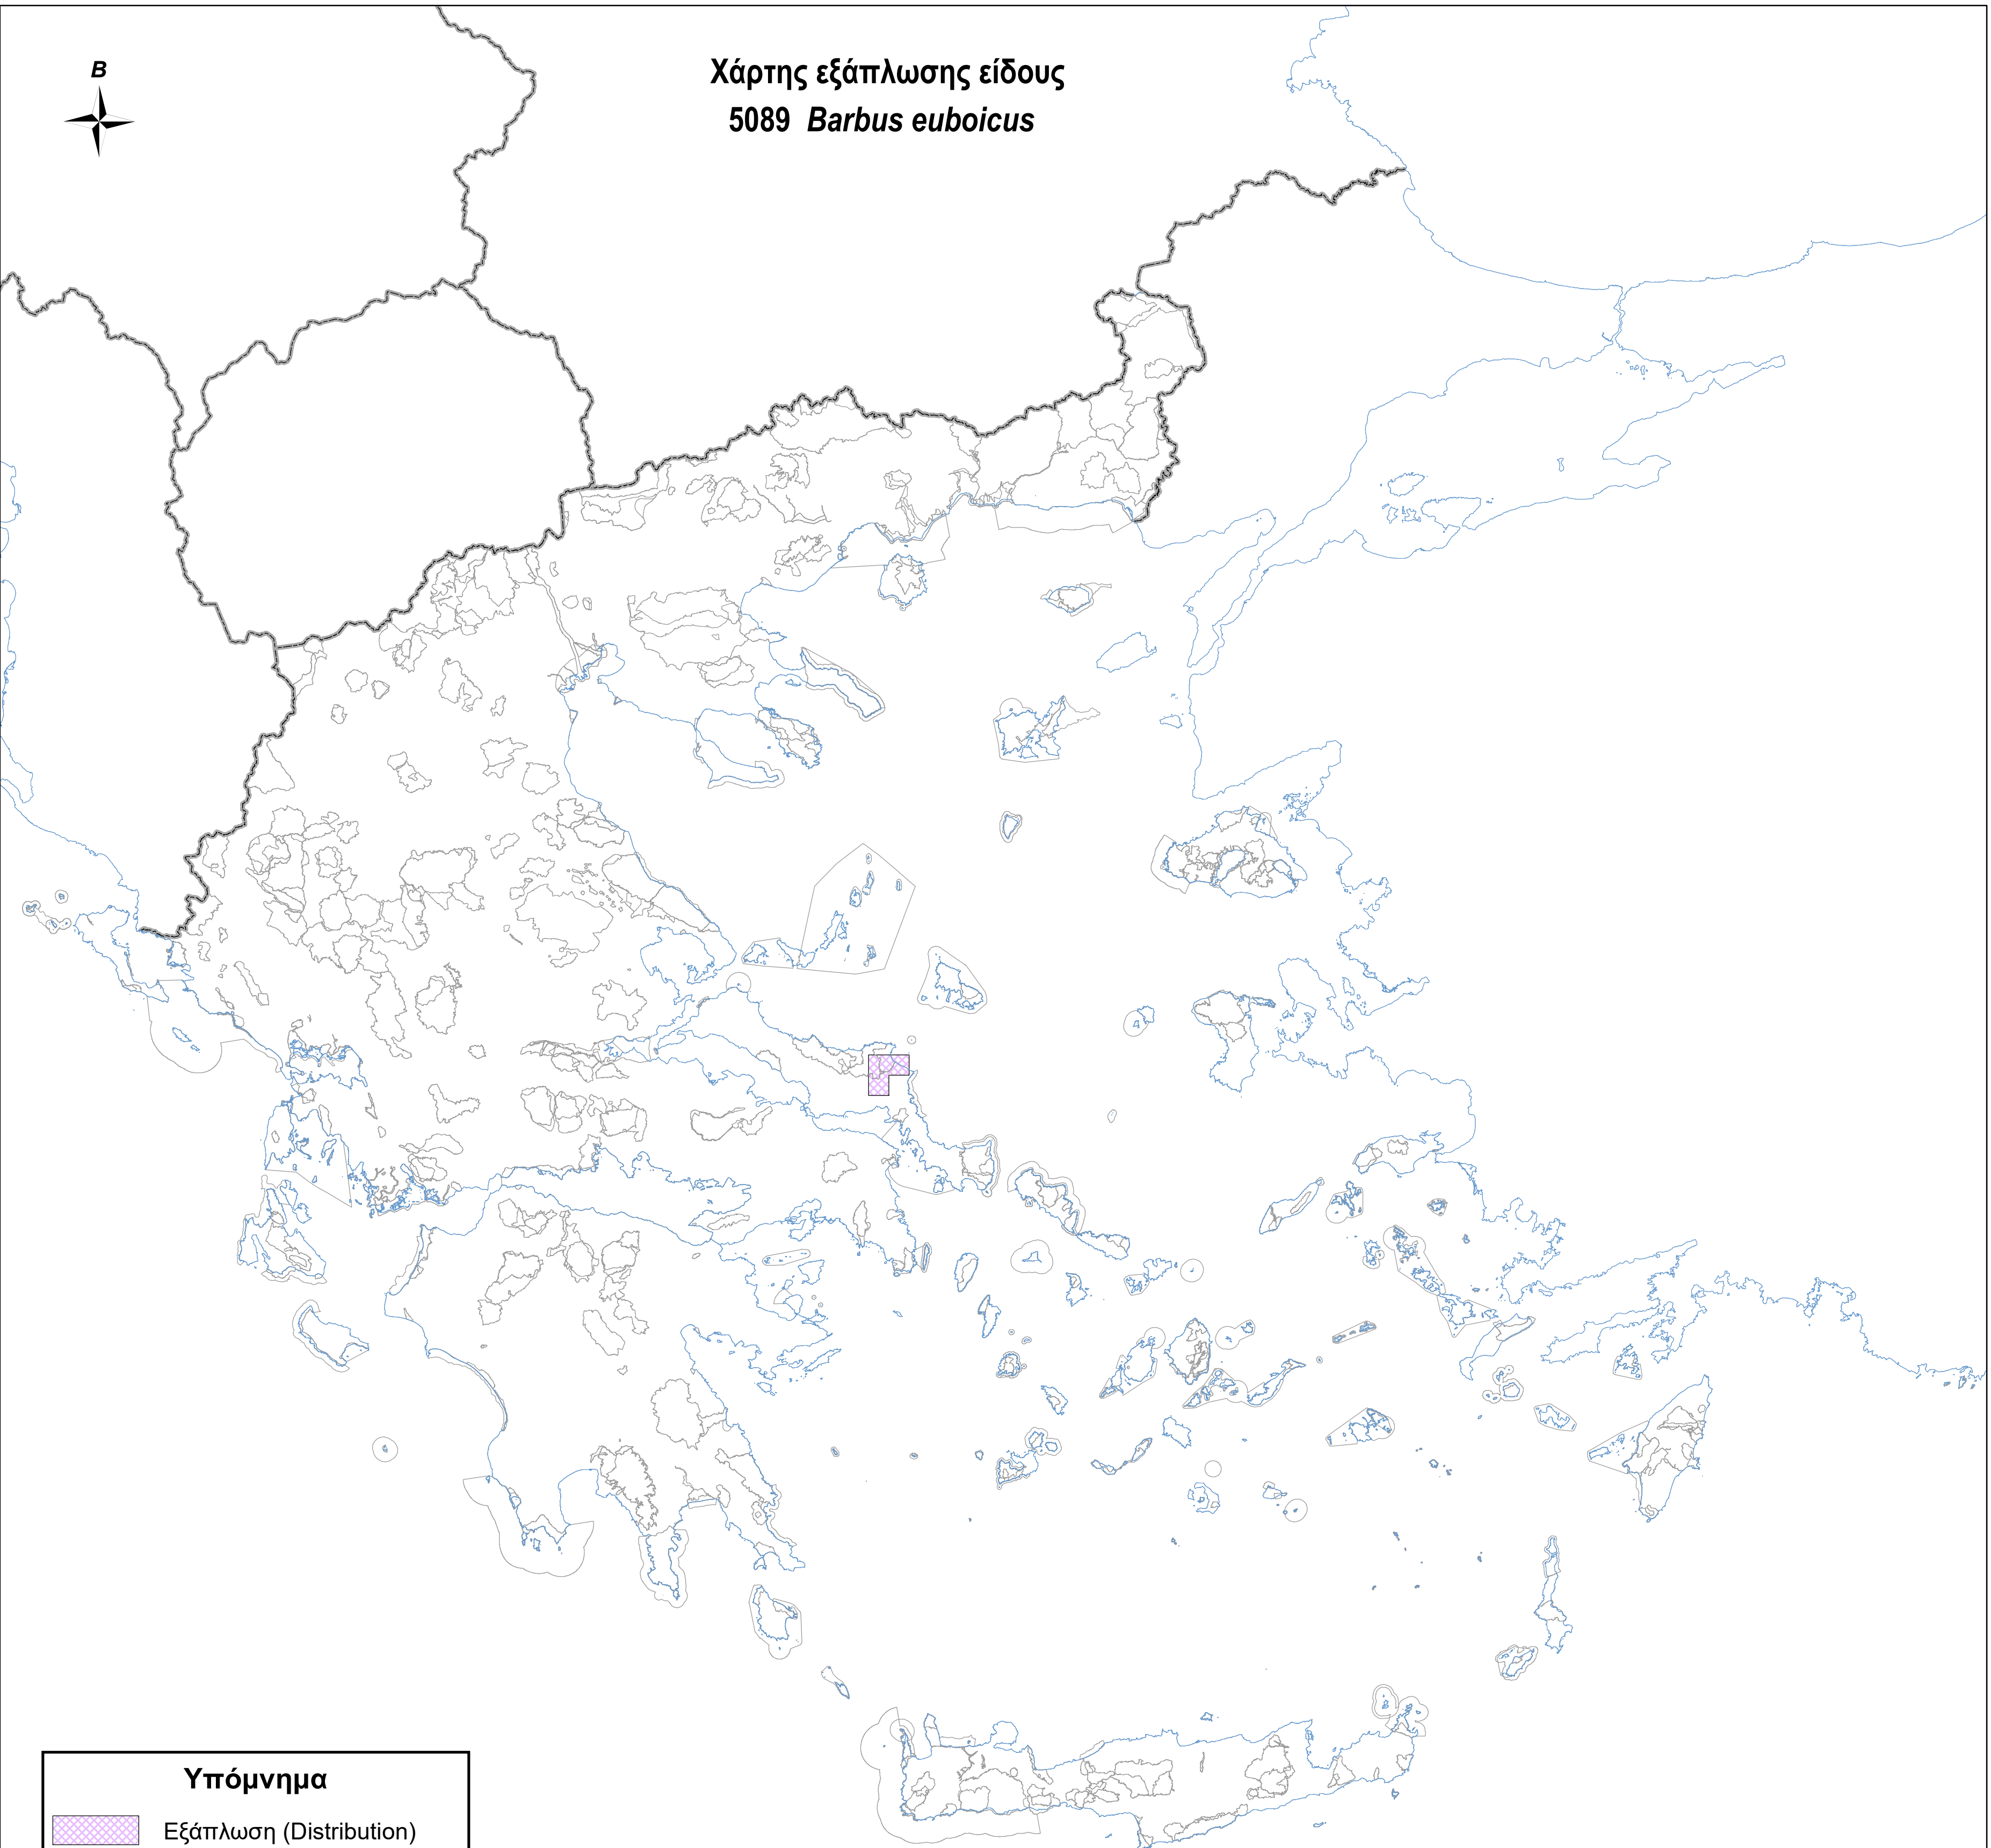 B
Χάρτης εξάπλωσης είδους
5089 Barbus euboicus
Υπόμνημα
Εξάπλωση (Distribution)